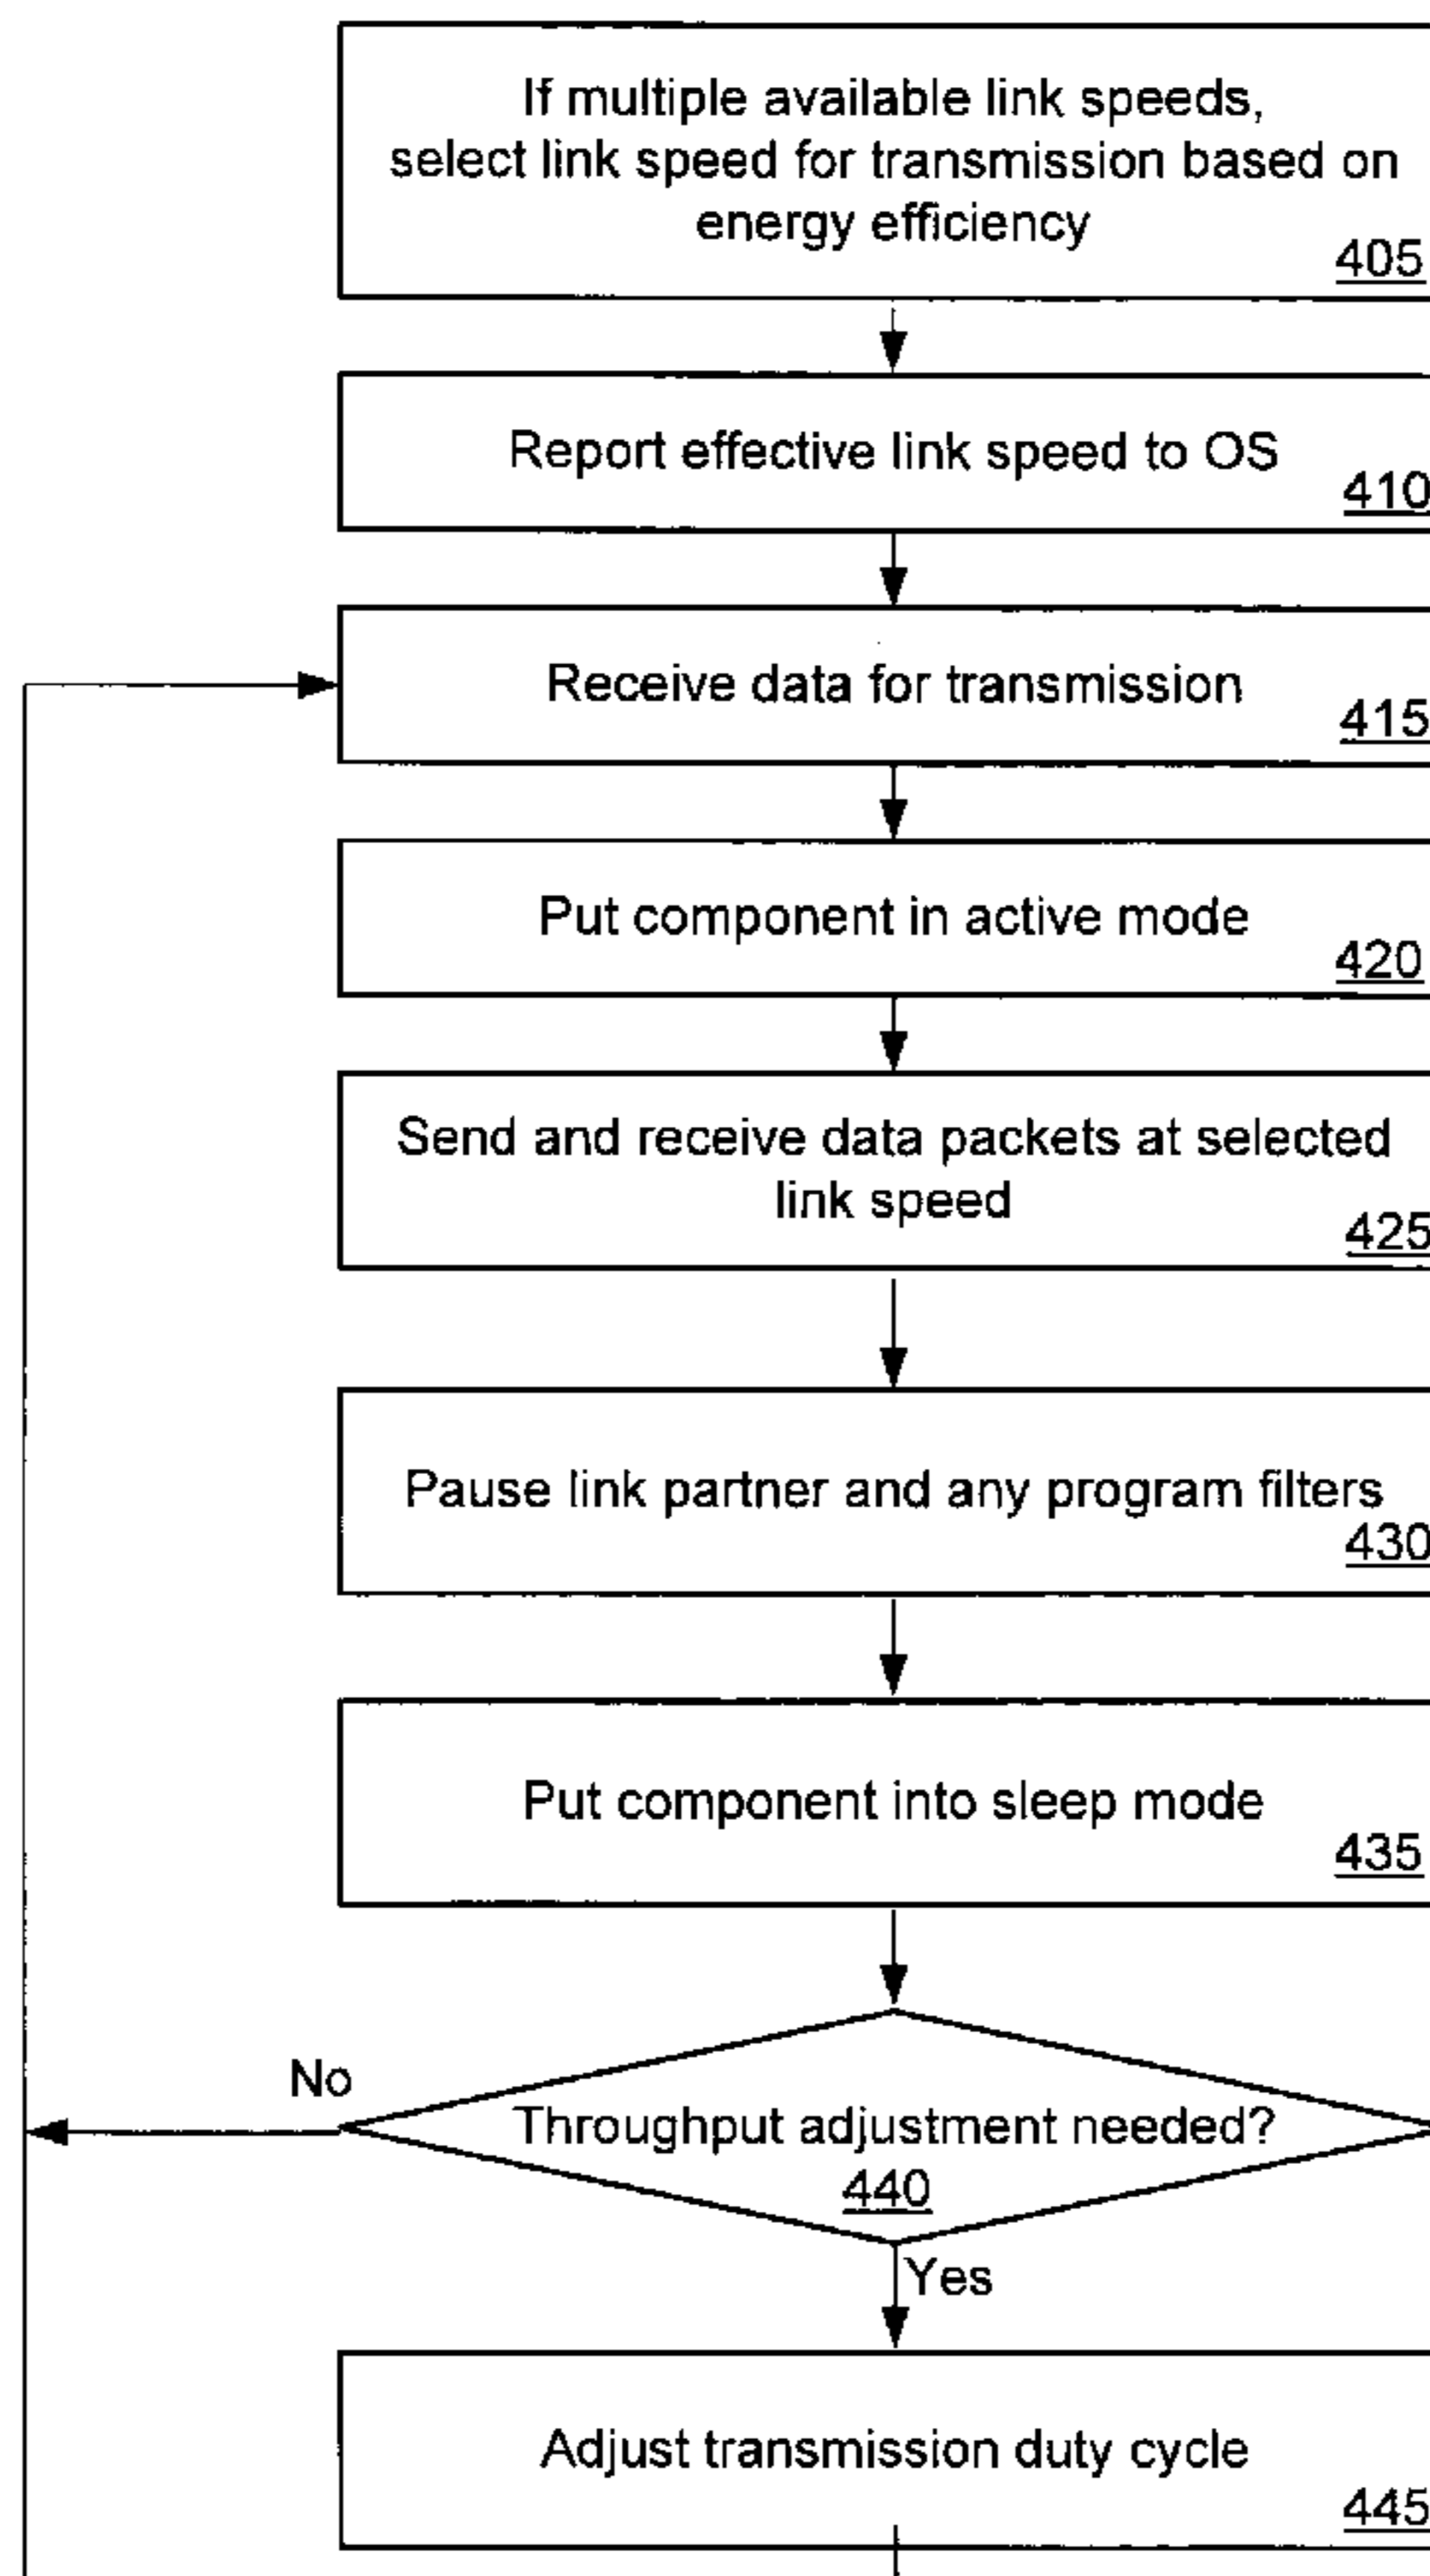 If multiple available link speeds,
select link speed for transmission based on
energy efficiency
405
Report effective link speed to OS
410
Receive data for transmission
415
Put component in active mode
420
Send and receive data packets at selected
link speed
425
Pause link partner and any program filters
430
Put component into sleep mode
435
No
Throughput adjustment needed?
440
Yes
Adjust transmission duty cycle
445